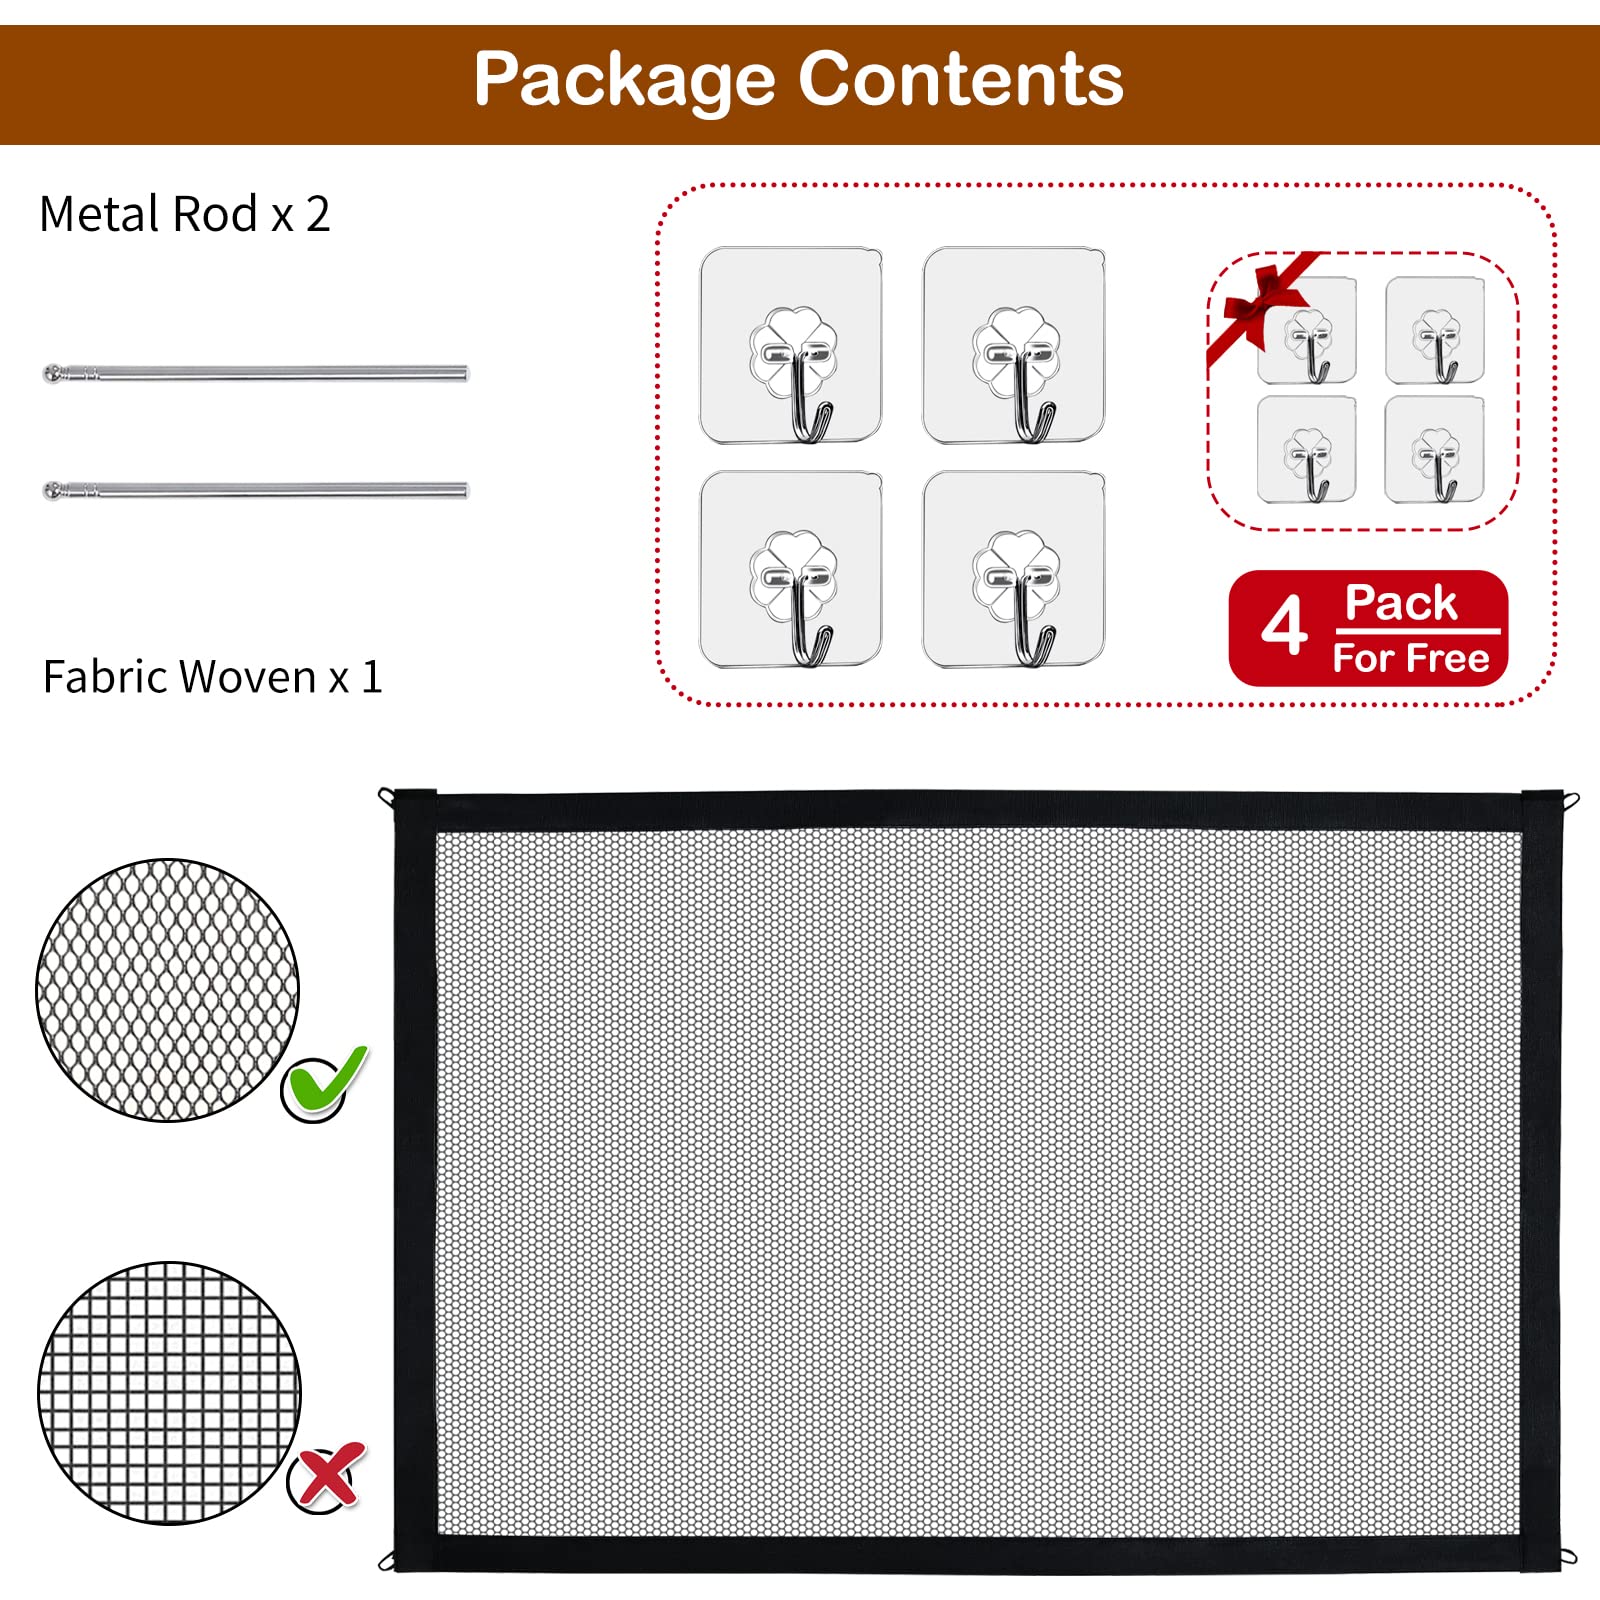 Package Contents
Metal Rod x 2
4 Pack
For Free
Fabric Woven x 1